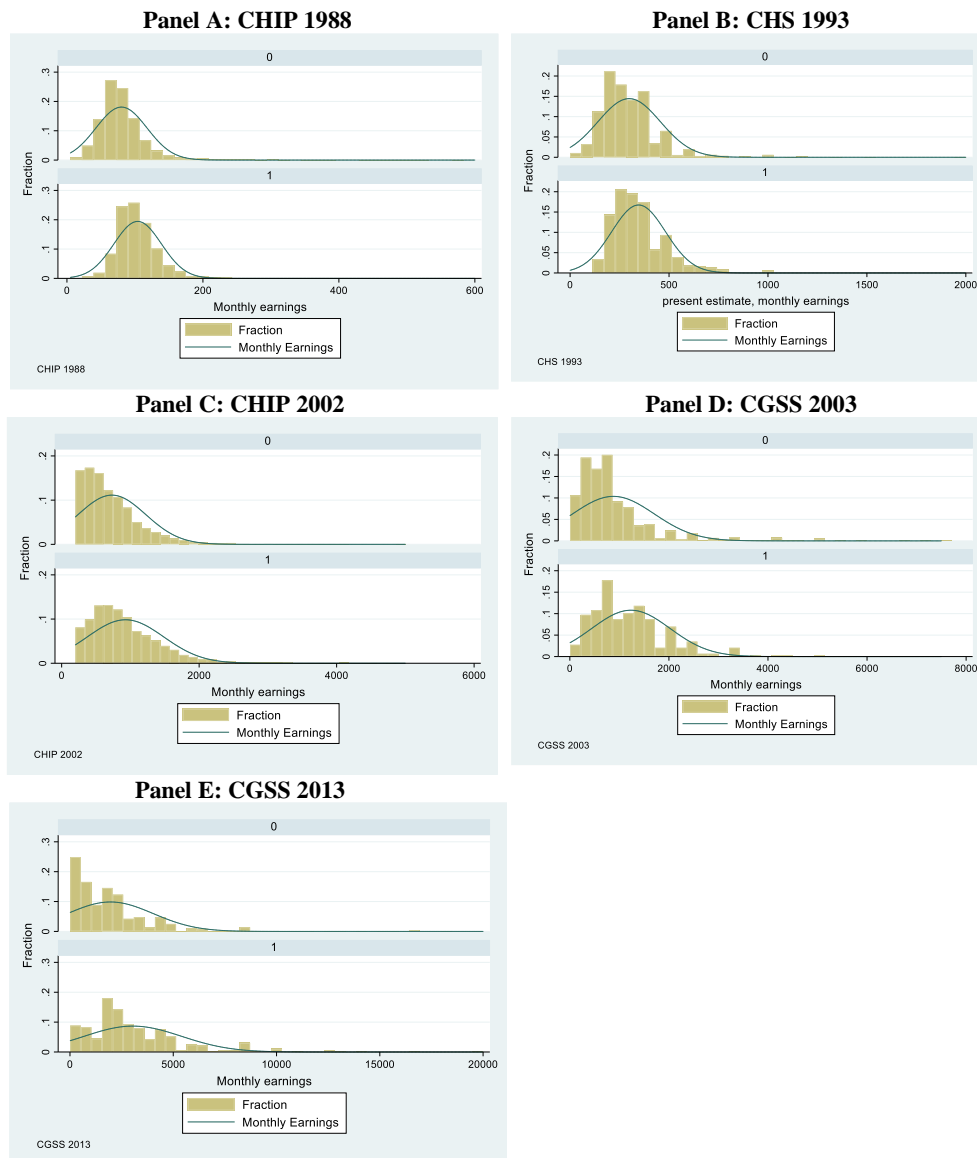 Panel A: CHIP 1988
0
.3
.2
.1
0
1
.3
.2
.1
0
Fraction
0 200 400 600
Monthly earnings
Fraction
Monthly Earnings
CHIP 1988
Panel B: CHS 1993
0
.2
.15
.1
.05
0
1
.2
.15
.1
.05
0
Fraction
0 500 1000 1500 2000
present estimate, monthly earnings
Fraction
Monthly Earnings
CHS 1993
Panel C: CHIP 2002
0
.2
.1
0
1
.2
.1
0
Fraction
0 2000 4000 6000
Monthly earnings
Fraction
Monthly Earnings
CHIP 2002
Panel D: CGSS 2003
0
.2
.15
.1
.05
0
1
.2
.15
.1
.05
0
Fraction
0 2000 4000 6000 8000
Monthly earnings
Fraction
Monthly Earnings
CGSS 2003
Panel E: CGSS 2013
0
.3
.2
.1
0
1
.3
.2
.1
0
Fraction
0 5000 10000 15000 20000
Monthly earnings
Fraction
Monthly Earnings
CGSS 2013